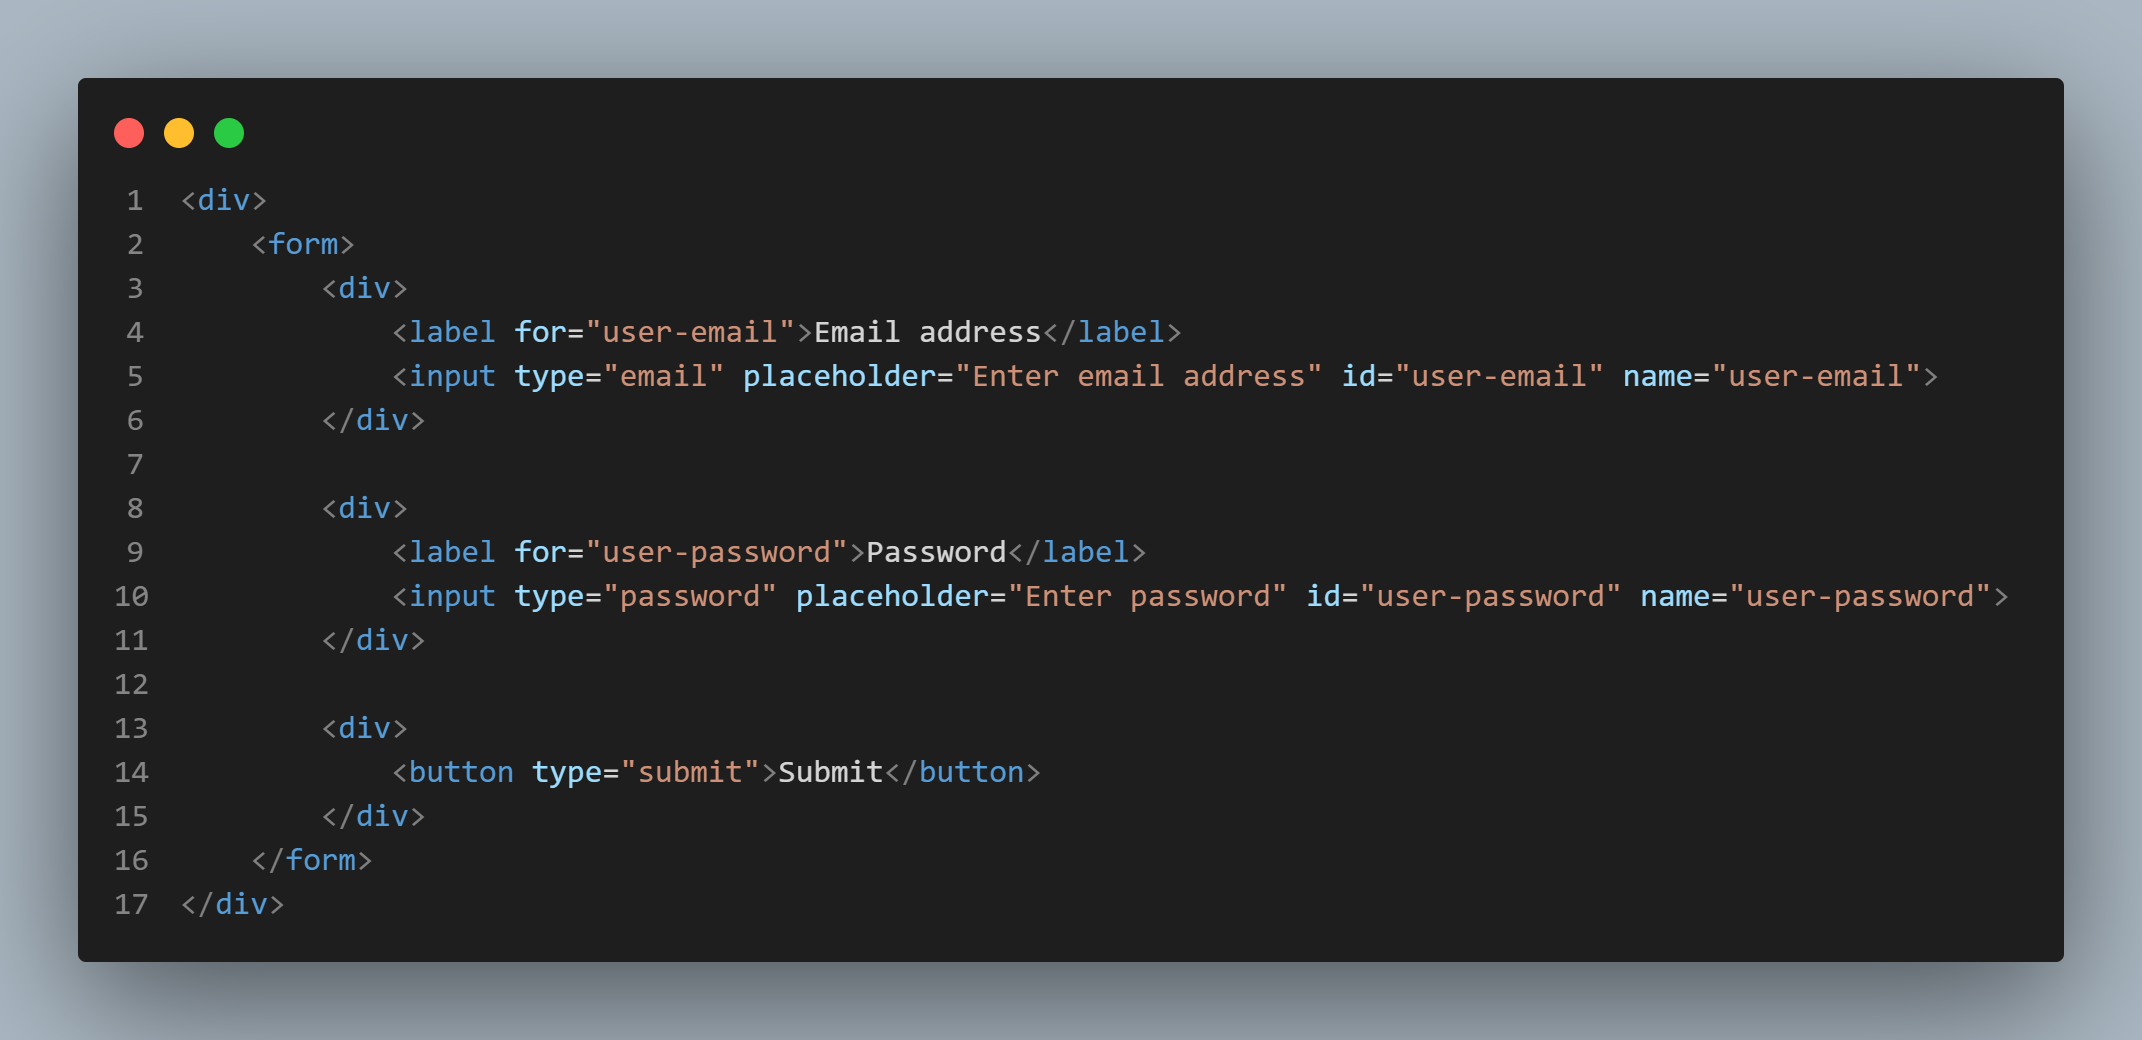 1 <div>
2     <form>
3         <div>
4             <label for="user-email">Email address</label>
5             <input type="email" placeholder="Enter email address" id="user-email" name="user-email">
6         </div>
7
8         <div>
9             <label for="user-password">Password</label>
10             <input type="password" placeholder="Enter password" id="user-password" name="user-password">
11         </div>
12
13         <div>
14             <button type="submit">Submit</button>
15         </div>
16     </form>
17 </div>